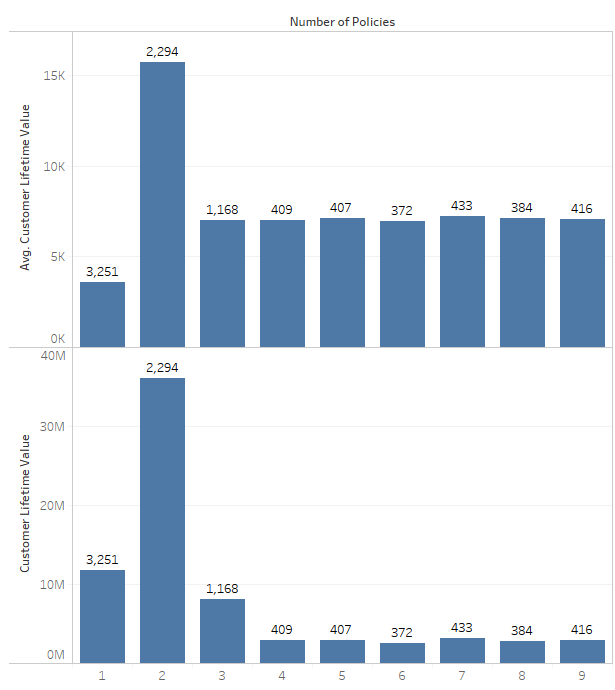 Number of Policies
Avg. Customer Lifetime Value
15K
10K
5K
0K
2,294
3,251
1,168
409
407
372
433
384
416
Customer Lifetime Value
40M
30M
20M
10M
0M
2,294
3,251
1,168
409
407
372
433
384
416
1 2 3 4 5 6 7 8 9